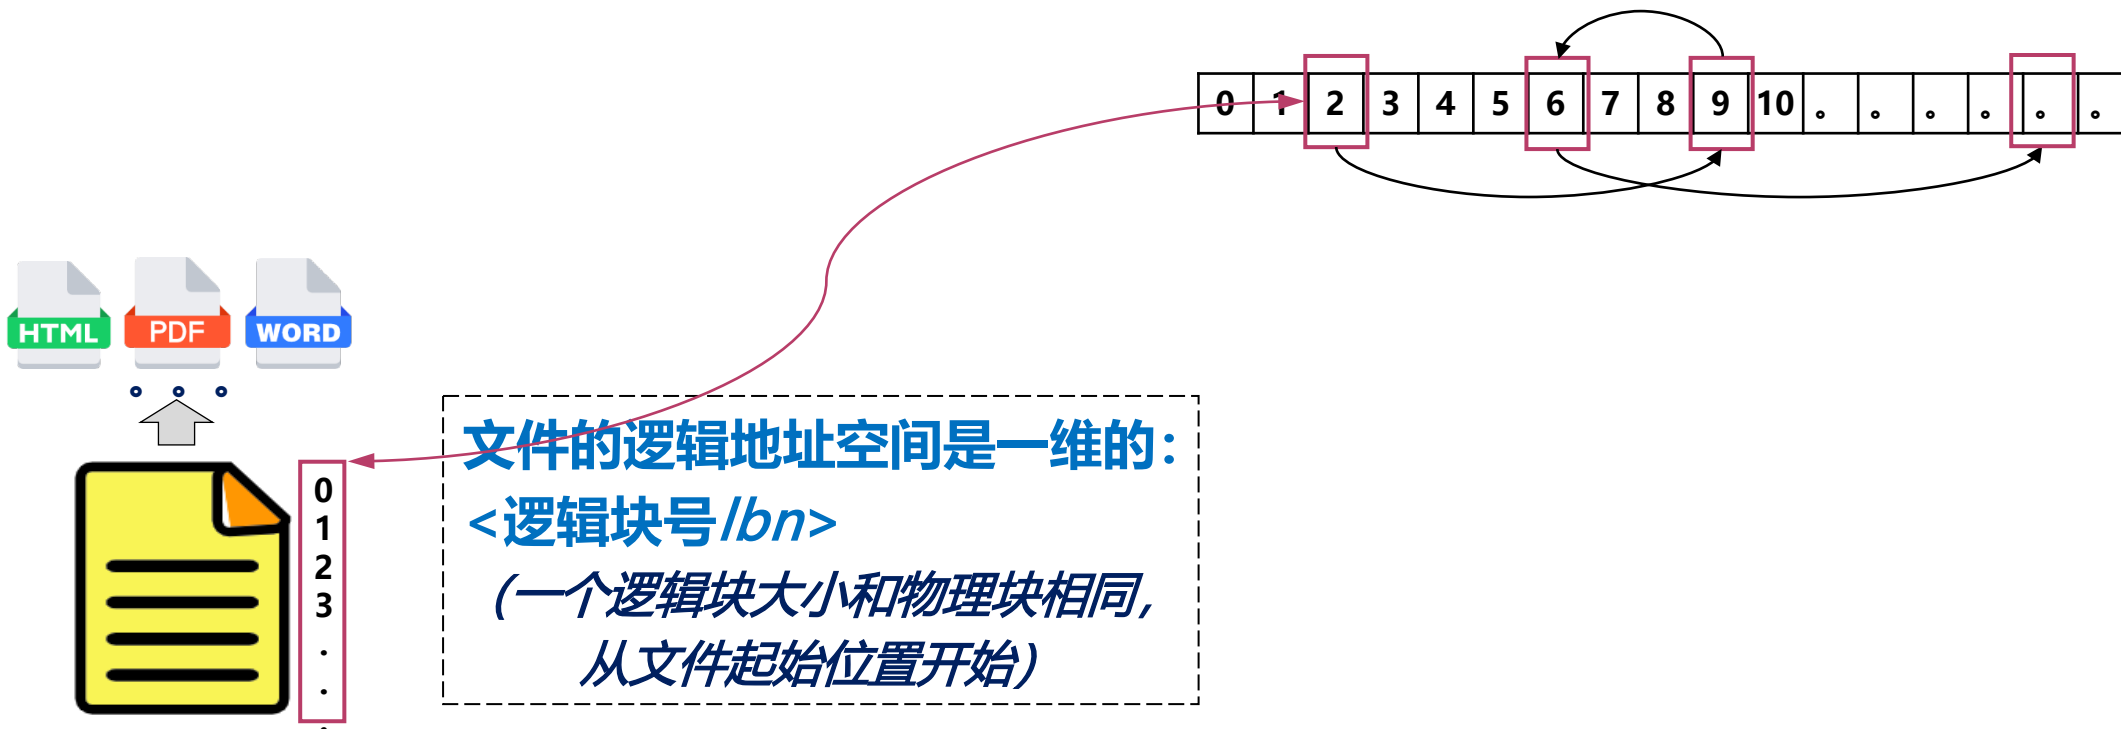 0 1 2 3 4 5 6 7 8 9 10 。 。 。 。 。 。
HTML PDF WORD
。 。 。
文件的逻辑地址空间是一维的：
<逻辑块号lbn>
（一个逻辑块大小和物理块相同，
从文件起始位置开始）
0
1
2
3
.
.
.